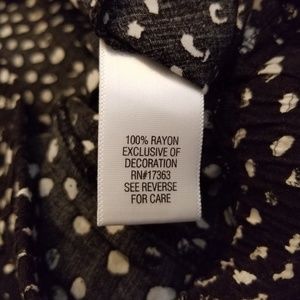 100% RAYON
EXCLUSIVE OF
DECORATION
RN#17363
SEE REVERSE
FOR CARE